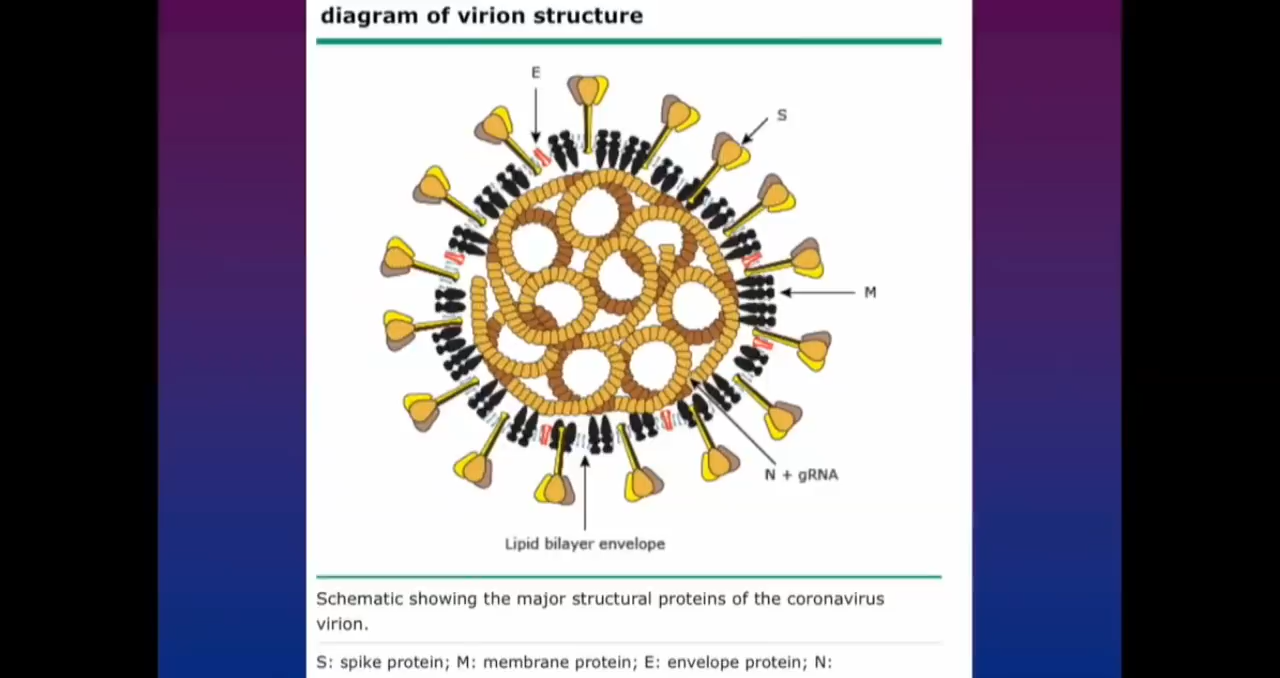 diagram of virion structure
E
S
M
N + gRNA
Lipid bilayer envelope
Schematic showing the major structural proteins of the coronavirus
virion.
S: spike protein; M: membrane protein; E: envelope protein; N: